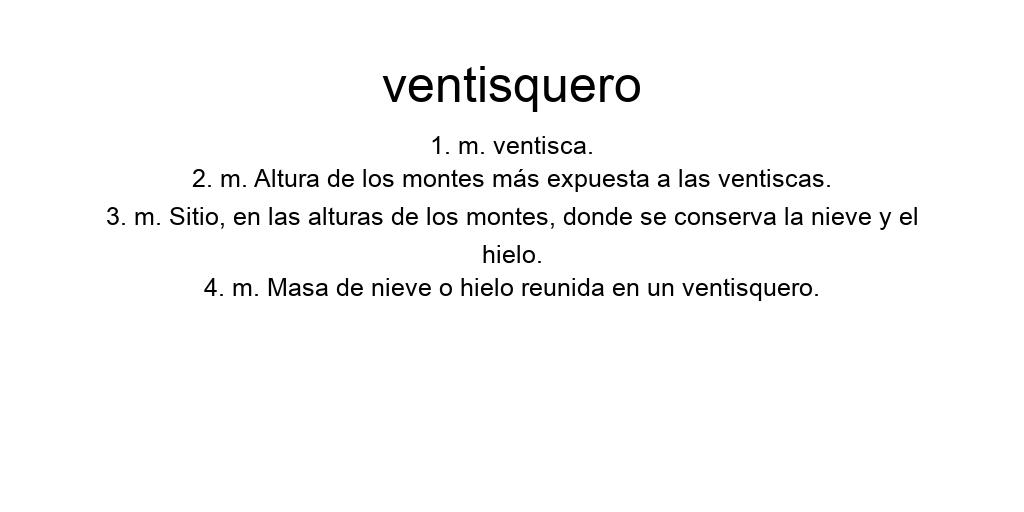 ventisquero
1. m. ventisca.
2. m. Altura de los montes más expuesta a las ventiscas.
3. m. Sitio, en las alturas de los montes, donde se conserva la nieve y el
hielo.
4. m. Masa de nieve o hielo reunida en un ventisquero.